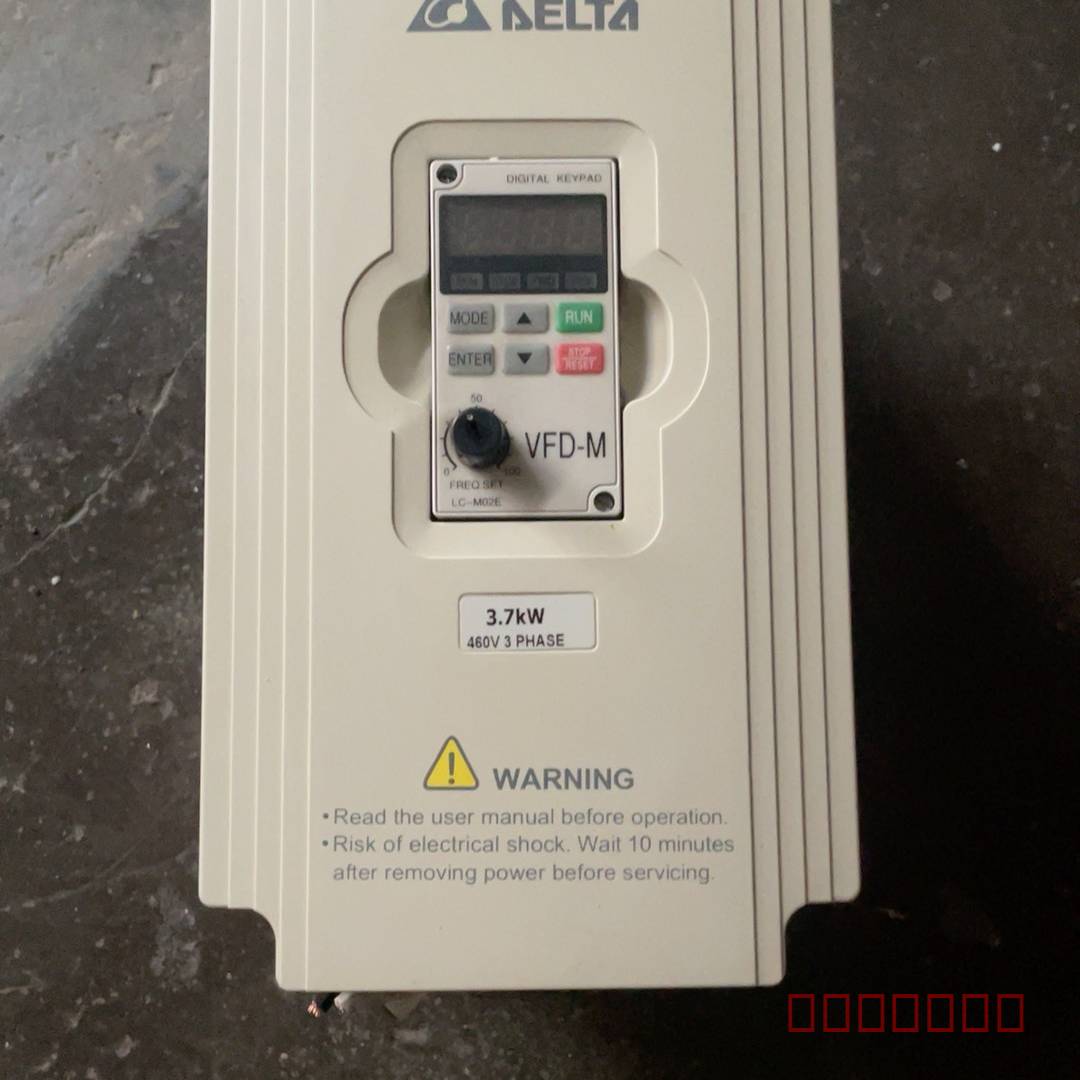 DELTA
DIGITAL KEYPAD
MODE ▲ RUN
ENTER ▼ STOP
RESET
50
0 100
VFD-M
FREQ SET
LC-M02E
3.7kW
460V 3 PHASE
WARNING
•Read the user manual before operation.
•Risk of electrical shock. Wait 10 minutes
after removing power before servicing.